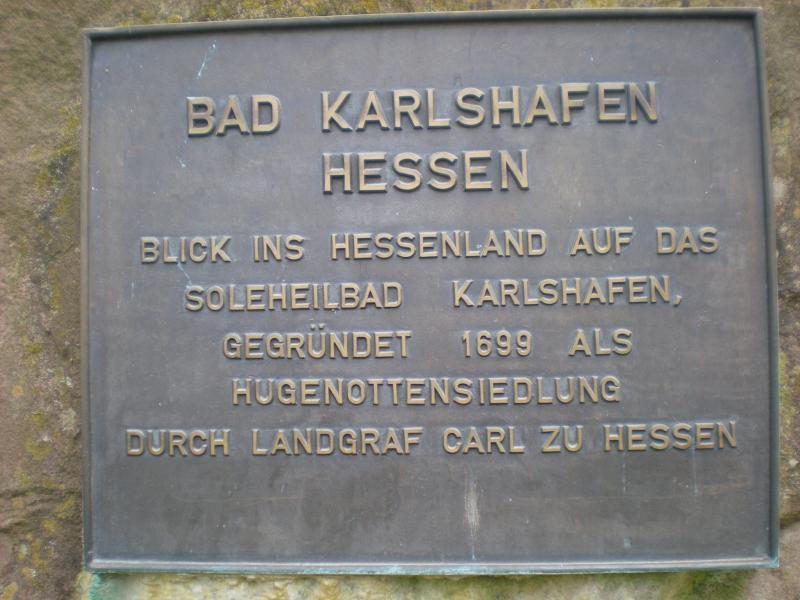 BAD KARLSHAFEN
HESSEN
BLICK INS HESSENLAND AUF DAS
SOLEHEILBAD KARLSHAFEN,
GEGRÜNDET 1699 ALS
HUGENOTTENSIEDLUNG
DURCH LANDGRAF CARL ZU HESSEN